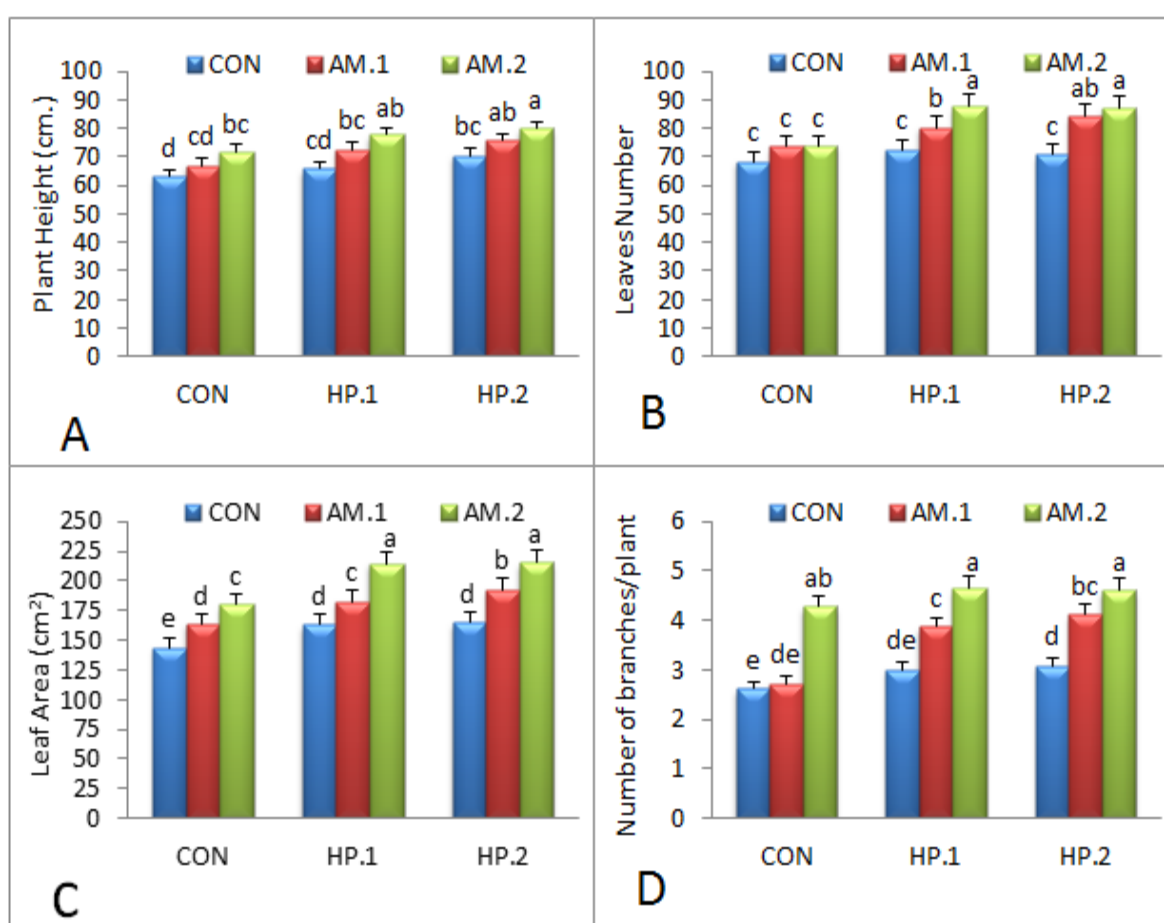 CON AM.1 AM.2
Plant Height (cm.)
100
90
80
70
60
50
40
30
20
10
0
d cd bc
cd bc ab
bc ab a
CON HP.1 HP.2
A
CON AM.1 AM.2
Leaves Number
100
90
80
70
60
50
40
30
20
10
0
c c c
c b a
c ab a
CON HP.1 HP.2
B
CON AM.1 AM.2
Leaf Area (cm²)
250
225
200
175
150
125
100
75
50
25
0
e d c
d c a
d b a
CON HP.1 HP.2
C
CON AM.1 AM.2
Number of branches/plant
6
5
4
3
2
1
0
e de ab
de c a
d bc a
CON HP.1 HP.2
D